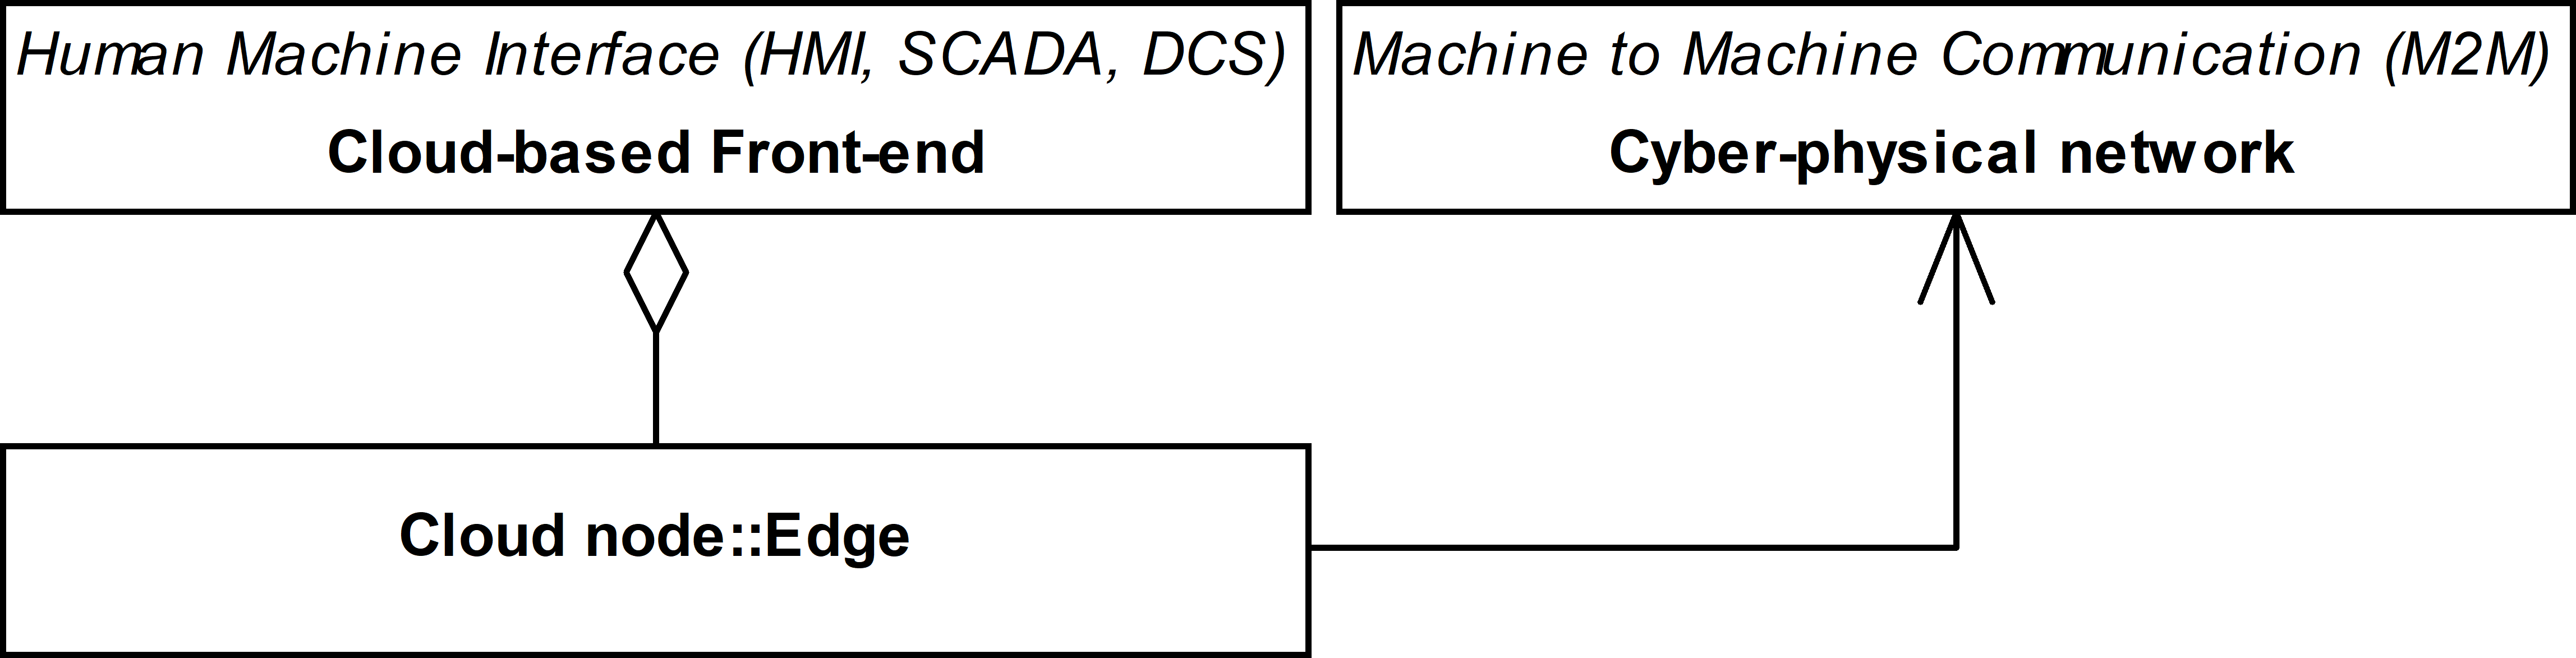 Human Machine Interface (HMI, SCADA, DCS)
Cloud-based Front-end
Machine to Machine Communication (M2M)
Cyber-physical network
Cloud node::Edge